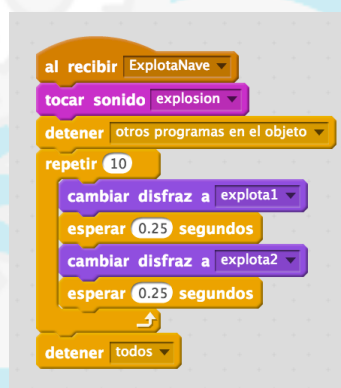 al recibir ExplotaNave
tocar sonido explosion
detener otros programas en el objeto
repetir 10
cambiar disfraz a explota1
esperar 0.25 segundos
cambiar disfraz a explota2
esperar 0.25 segundos
detener todos